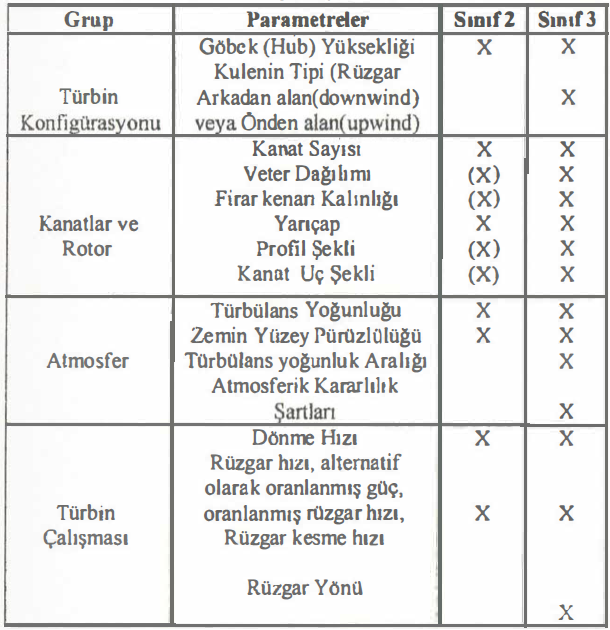 Grup Parametreler Sınıf 2 Sınıf 3
Göbek (Hub) Yüksekliği X X
Kulenin Tipi (Rüzgar
Türbin Arkadan alan(downwind) X
Konfigürasyonu veya Önden alan(upwind)
Kanat Sayısı X X
Veter Dağılımı (X) X
Firar kenarı Kalınlığı (X) X
Kanatlar ve Yarıçap X X
Rotor Profil Şekli (X) X
Kanat Uç Şekli (X) X
Türbülans Yoğunluğu X X
Zemin Yüzey Pürüzlülüğü X X
Atmosfer Türbülans yoğunluk Aralığı X
Atmosferik Kararlılık
Şartları X
Dönme Hızı X X
Rüzgar hızı, alternatif
olarak oranlanmış güç,
Türbin oranlanmış rüzgar hızı, X X
Çalışması Rüzgar kesme hızı
Rüzgar Yönü
X